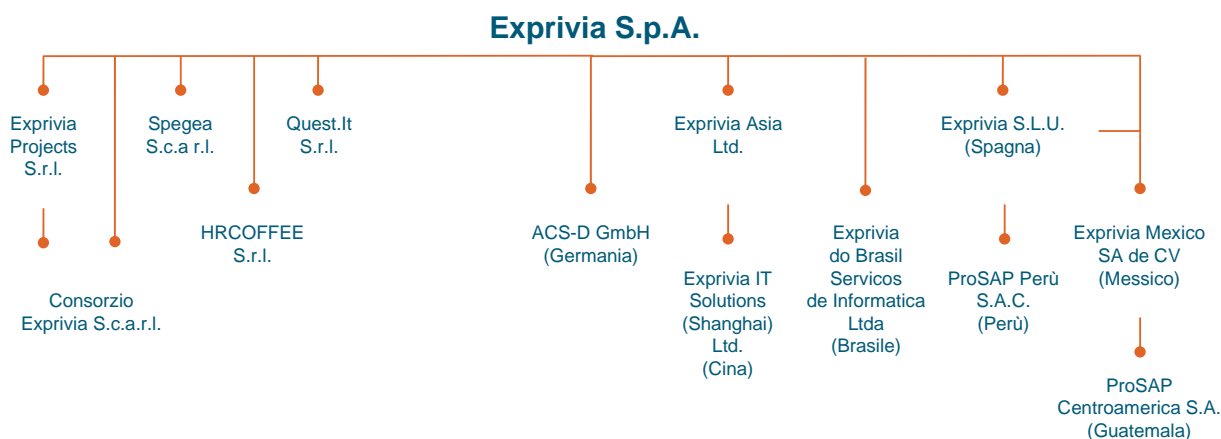 Exprivia S.p.A.
Exprivia
Projects
S.r.l.
Spegea
S.c.a r.l.
Quest.It
S.r.l.
Exprivia Asia
Ltd.
Exprivia S.L.U.
(Spagna)
HRCOFFEE
S.r.l.
ACS-D GmbH
(Germania)
Exprivia
do Brasil
Servicos
de Informatica
Ltda
(Brasile)
Exprivia Mexico
SA de CV
(Messico)
Consorzio
Exprivia S.c.a.r.l.
Exprivia IT
Solutions
(Shanghai)
Ltd.
(Cina)
ProSAP Perù
S.A.C.
(Perù)
ProSAP
Centroamerica S.A.
(Guatemala)